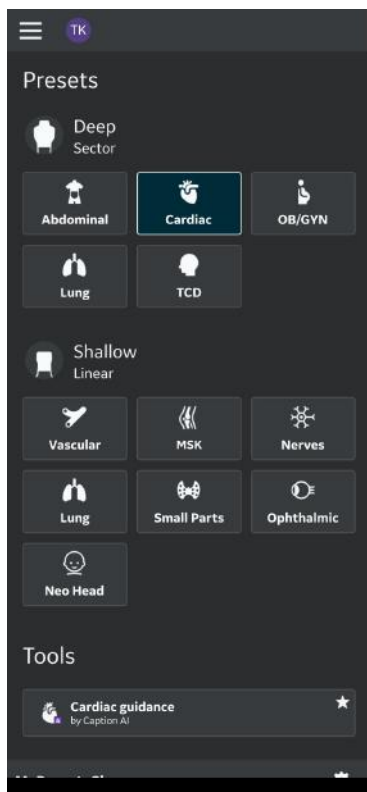 TK
Presets
Deep
Sector
Abdominal
Cardiac
OB/GYN
Lung
TCD
Shallow
Linear
Vascular
MSK
Nerves
Lung
Small Parts
Ophthalmic
Neo Head
Tools
Cardiac guidance
by Caption AI